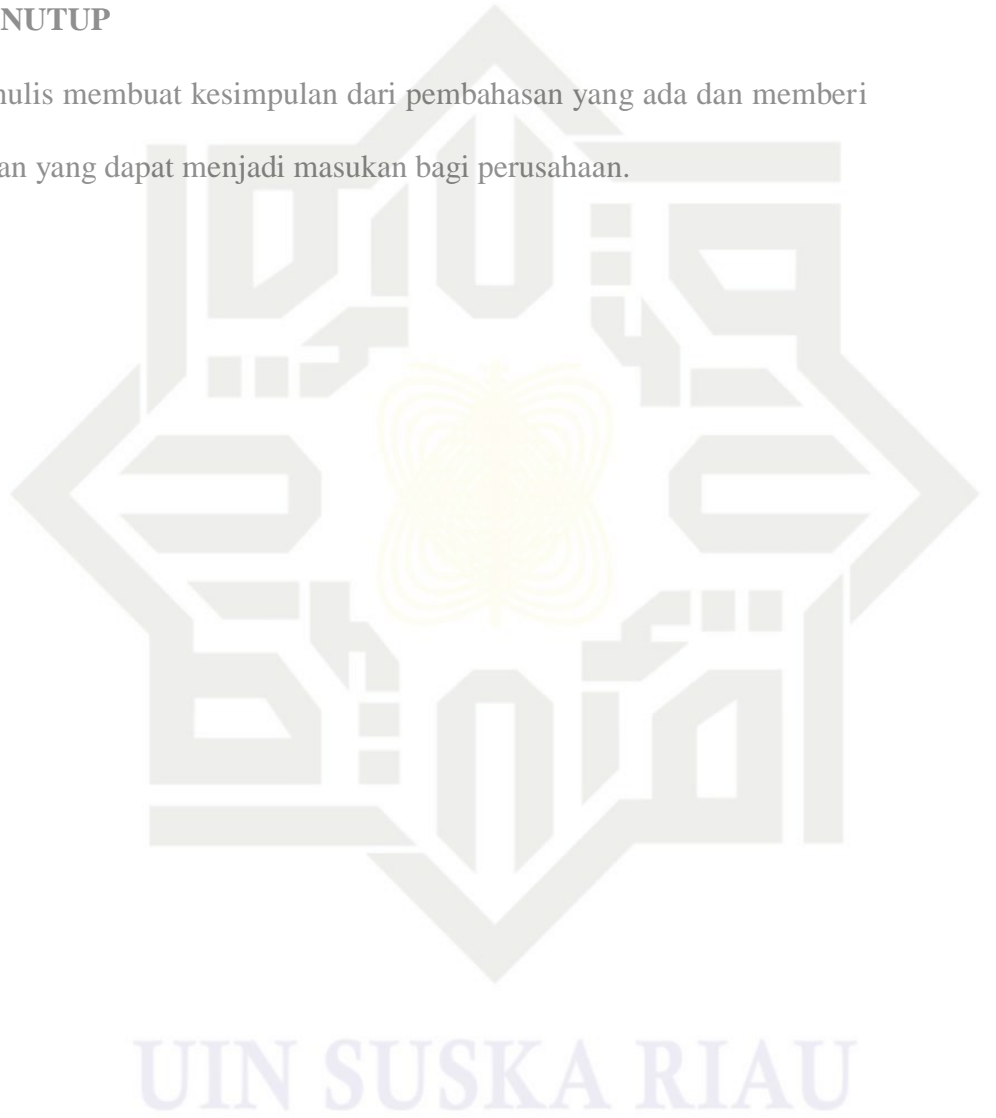 NUTUP
nulis membuat kesimpulan dari pembahasan yang ada dan memberi
an yang dapat menjadi masukan bagi perusahaan.
UIN SUSKA RIAU